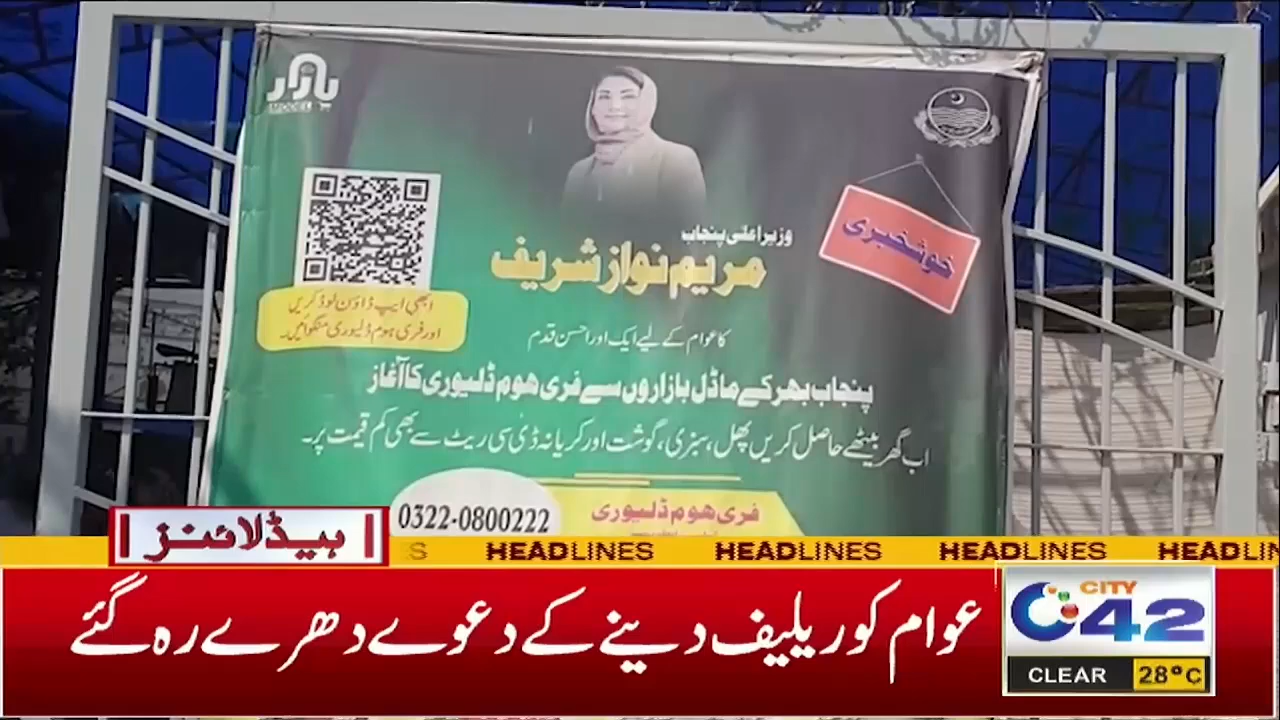 بازار
MODEL
خوشخبری
وزیراعلیٰ پنجاب
مریم نواز شریف
ابھی ایپ ڈاؤن لوڈ کریں
اور فری ہوم ڈلیوری منگوائیں۔
کا عوام کے لیے ایک اور احسن قدم
پنجاب بھر کے ماڈل بازاروں سے فری ہوم ڈلیوری کا آغاز
اب گھر بیٹھے حاصل کریں پھل، سبزی، گوشت اور کریانہ ڈی سی ریٹ سے بھی کم قیمت پر۔
0322-0800222
فری ہوم ڈلیوری
ہیڈلائنز
S HEADLINES HEADLINES HEADLINES HEADLIN
عوام کو ریلیف دینے کے دعوے دھرے رہ گئے
CITY
42
CLEAR 28°C